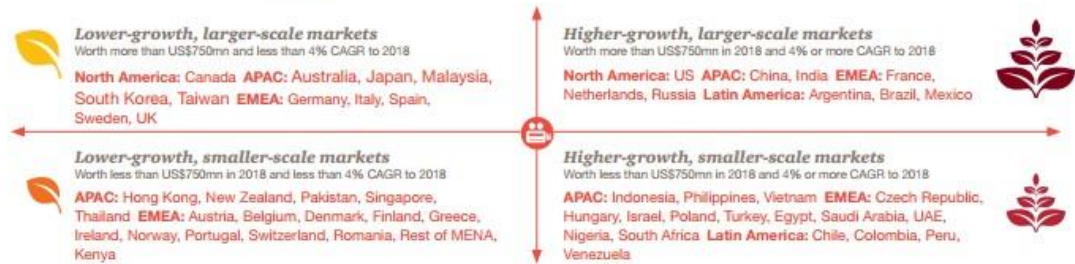 Lower-growth, larger-scale markets
Worth more than US$750mn and less than 4% CAGR to 2018
North America: Canada APAC: Australia, Japan, Malaysia,
South Korea, Taiwan EMEA: Germany, Italy, Spain,
Sweden, UK
Higher-growth, larger-scale markets
Worth more than US$750mn in 2018 and 4% or more CAGR to 2018
North America: US APAC: China, India EMEA: France,
Netherlands, Russia Latin America: Argentina, Brazil, Mexico
Lower-growth, smaller-scale markets
Worth less than US$750mn in 2018 and less than 4% CAGR to 2018
APAC: Hong Kong, New Zealand, Pakistan, Singapore,
Thailand EMEA: Austria, Belgium, Denmark, Finland, Greece,
Ireland, Norway, Portugal, Switzerland, Romania, Rest of MENA,
Kenya
Higher-growth, smaller-scale markets
Worth less than US$750mn in 2018 and 4% or more CAGR to 2018
APAC: Indonesia, Philippines, Vietnam EMEA: Czech Republic,
Hungary, Israel, Poland, Turkey, Egypt, Saudi Arabia, UAE,
Nigeria, South Africa Latin America: Chile, Colombia, Peru,
Venezuela